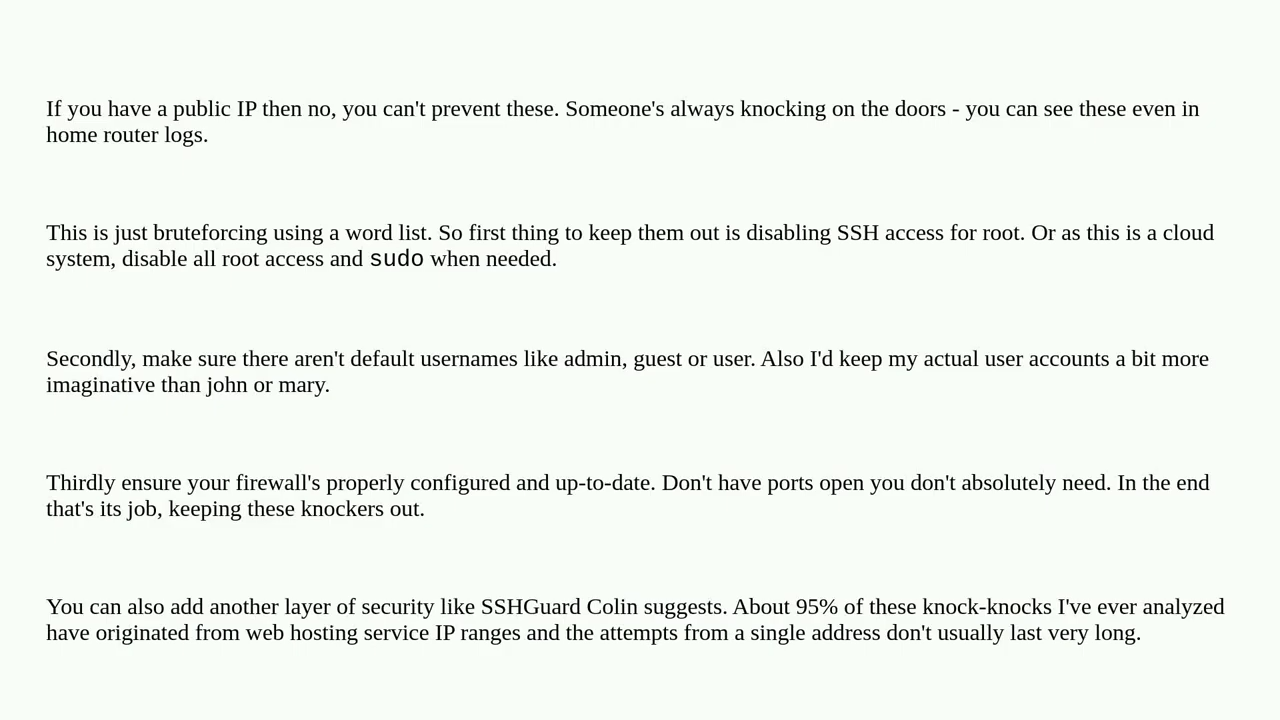 If you have a public IP then no, you can't prevent these. Someone's always knocking on the doors - you can see these even in
home router logs.
This is just bruteforcing using a word list. So first thing to keep them out is disabling SSH access for root. Or as this is a cloud
system, disable all root access and sudo when needed.
Secondly, make sure there aren't default usernames like admin, guest or user. Also I'd keep my actual user accounts a bit more
imaginative than john or mary.
Thirdly ensure your firewall's properly configured and up-to-date. Don't have ports open you don't absolutely need. In the end
that's its job, keeping these knockers out.
You can also add another layer of security like SSHGuard Colin suggests. About 95% of these knock-knocks I've ever analyzed
have originated from web hosting service IP ranges and the attempts from a single address don't usually last very long.